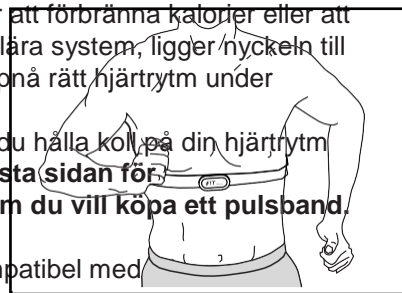 r att förbränna kalorier eller att
lära system, ligger nyckeln till
pnå rätt hjärtrytm under
du hålla koll på din hjärtrytm
sta sidan för
m du vill köpa ett pulsband.
patibel med